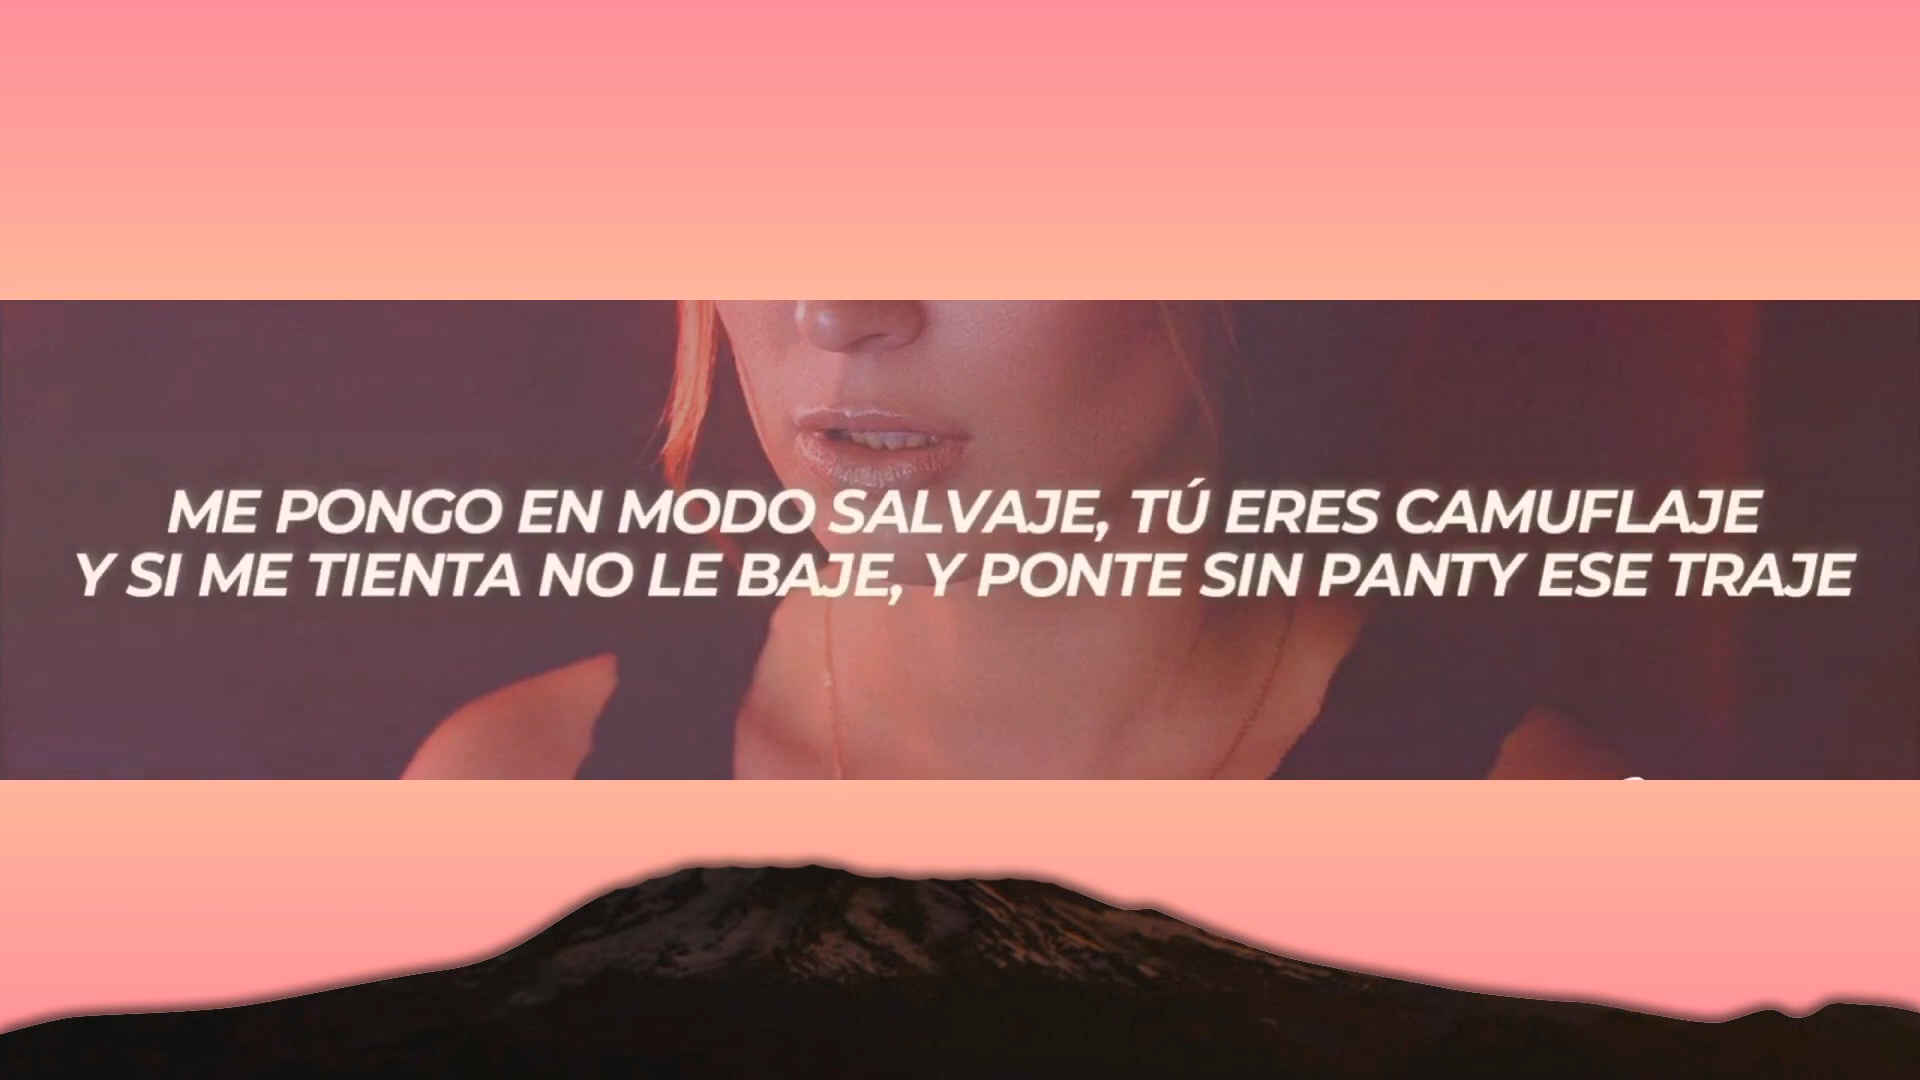 ME PONGO EN MODO SALVAJE, TÚ ERES CAMUFLAJE
Y SI ME TIENTA NO LE BAJE, Y PONTE SIN PANTY ESE TRAJE